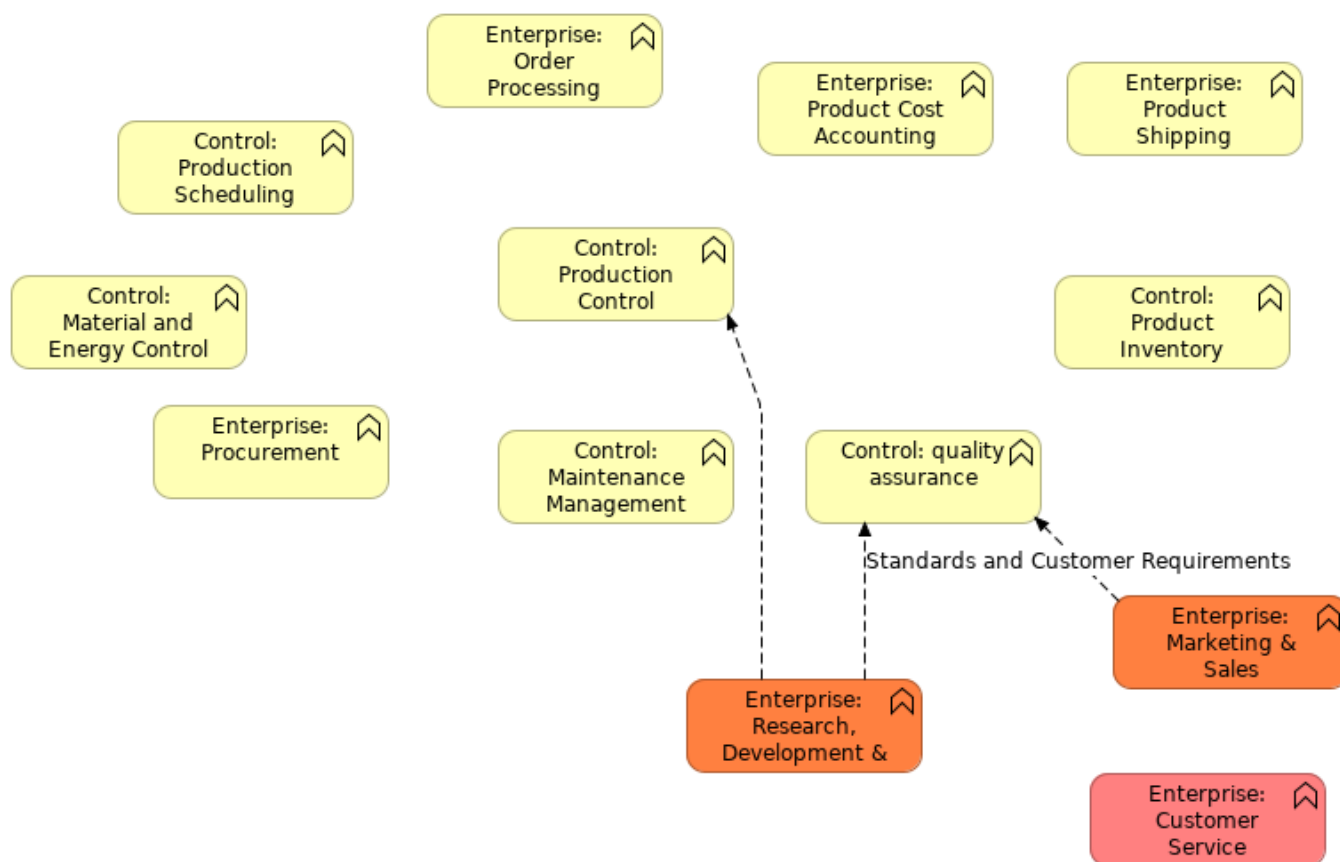 Enterprise:
Order
Processing
Enterprise:
Product Cost
Accounting
Enterprise:
Product
Shipping
Control:
Production
Scheduling
Control:
Production
Control
Control:
Material and
Energy Control
Control:
Product
Inventory
Enterprise:
Procurement
Control:
Maintenance
Management
Control: quality
assurance
Standards and Customer Requirements
Enterprise:
Marketing &
Sales
Enterprise:
Research,
Development &
Enterprise:
Customer
Service